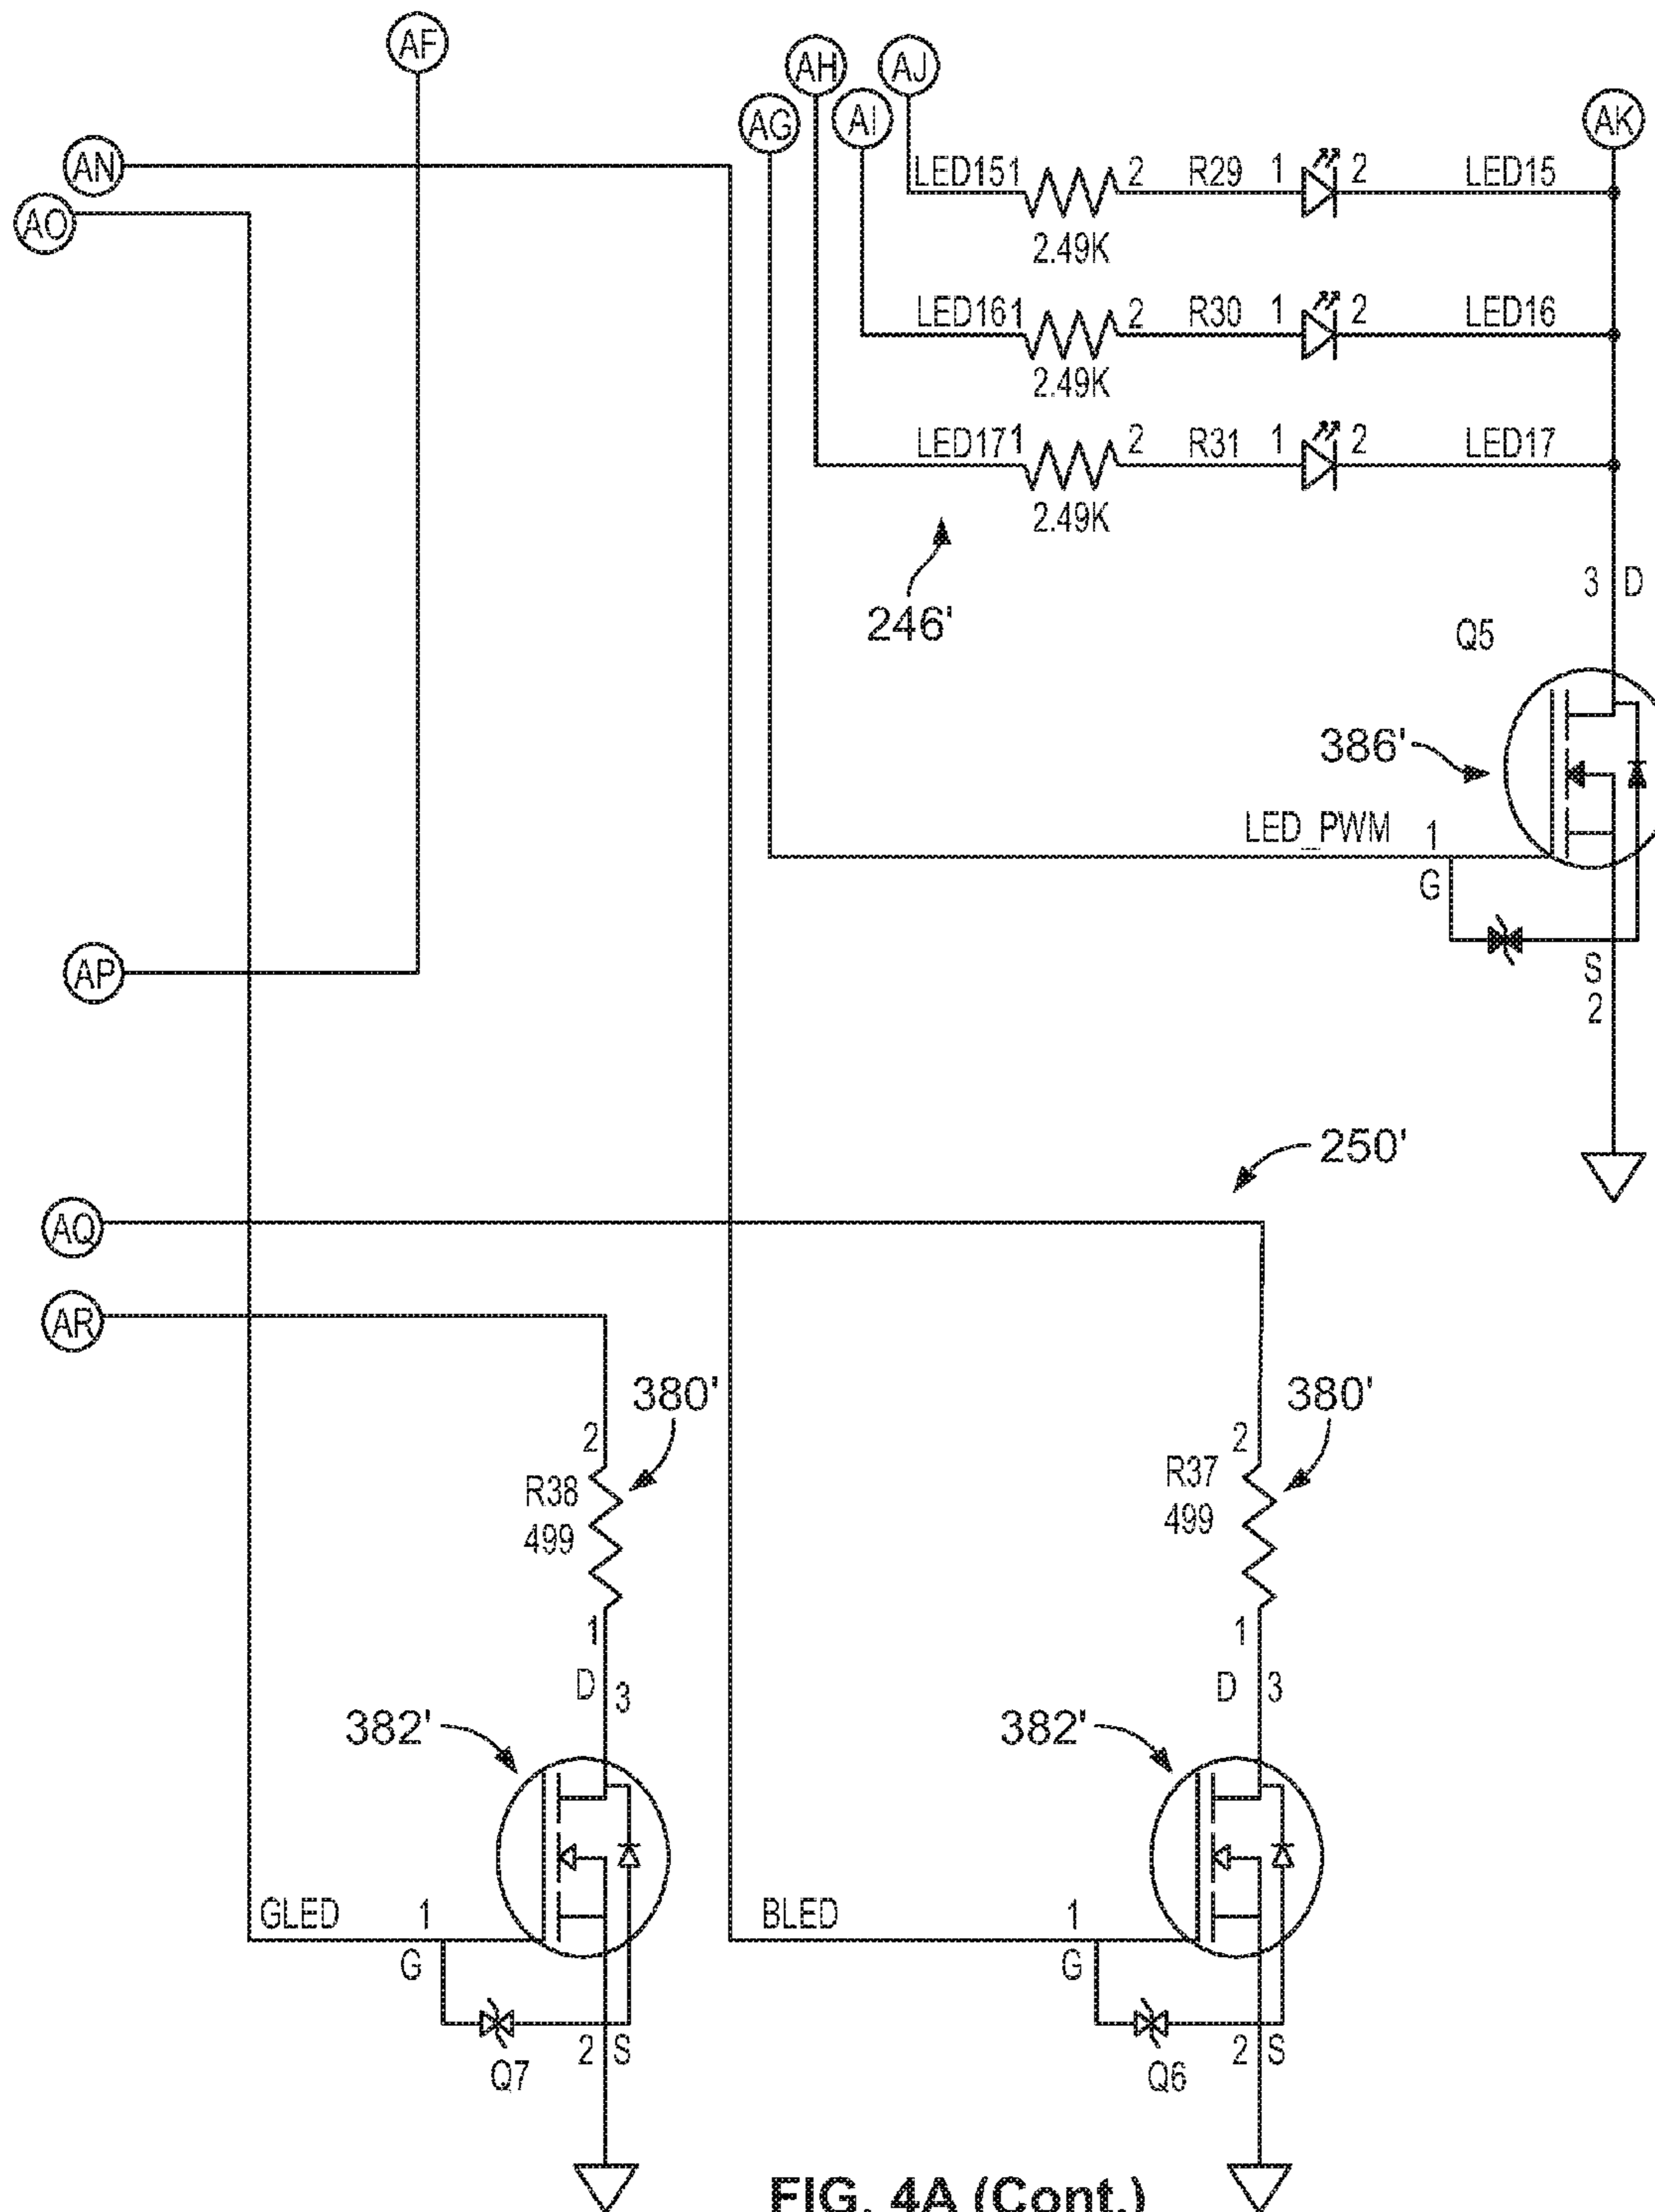 AF
AH
AJ
AG
AI
AK
AN
AO
LED151
2
R29
1
2
LED15
2.49K
LED161
2
R30
1
2
LED16
2.49K
LED171
2
R31
1
2
LED17
2.49K
246'
3
D
Q5
386'
LED_PWM
1
G
AP
S
2
250'
AQ
AR
380'
380'
2
R38
499
2
R37
499
1
1
D
3
D
3
382'
382'
GLED
1
BLED
1
G
G
Q7
2
S
Q6
2
S
FIG. 4A (Cont.)